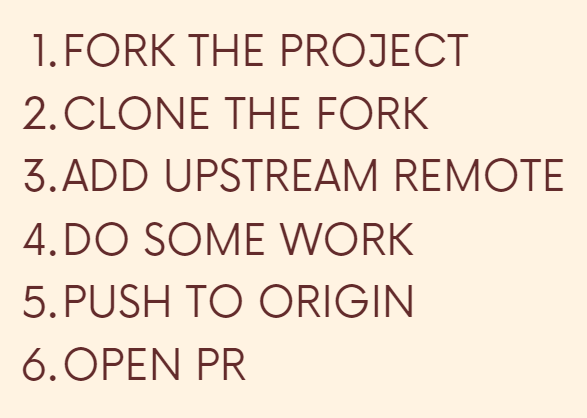 1. FORK THE PROJECT
2. CLONE THE FORK
3. ADD UPSTREAM REMOTE
4. DO SOME WORK
5. PUSH TO ORIGIN
6. OPEN PR